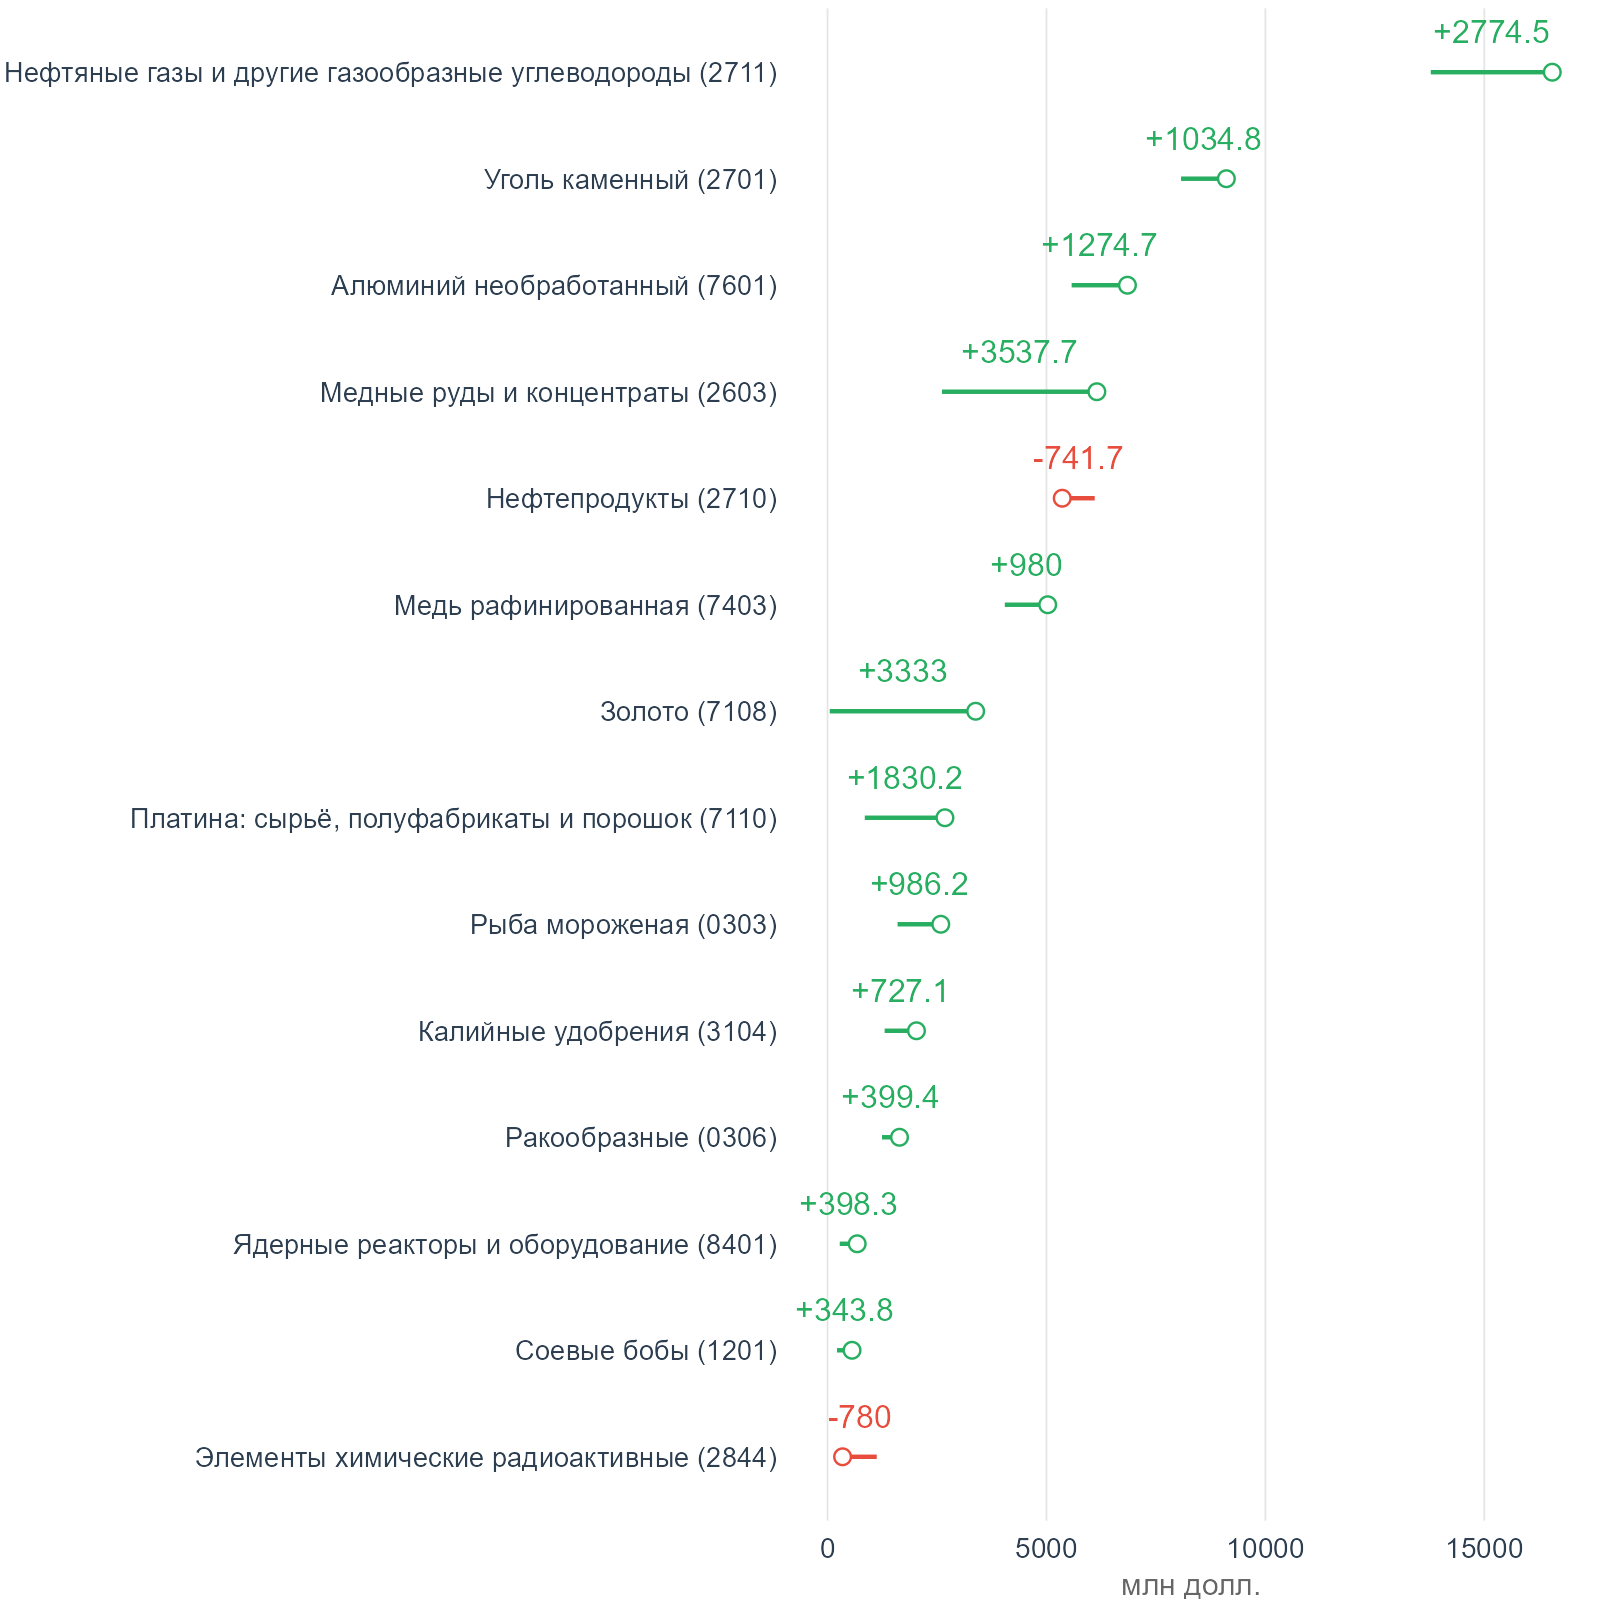 +2774.5
Нефтяные газы и другие газообразные углеводороды (2711)
+1034.8
Уголь каменный (2701)
+1274.7
Алюминий необработанный (7601)
+3537.7
Медные руды и концентраты (2603)
-741.7
Нефтепродукты (2710)
+980
Медь рафинированная (7403)
+3333
Золото (7108)
+1830.2
Платина: сырьё, полуфабрикаты и порошок (7110)
+986.2
Рыба мороженая (0303)
+727.1
Калийные удобрения (3104)
+399.4
Ракообразные (0306)
+398.3
Ядерные реакторы и оборудование (8401)
+343.8
Соевые бобы (1201)
-780
Элементы химические радиоактивные (2844)
0 5000 10000 15000
млн долл.